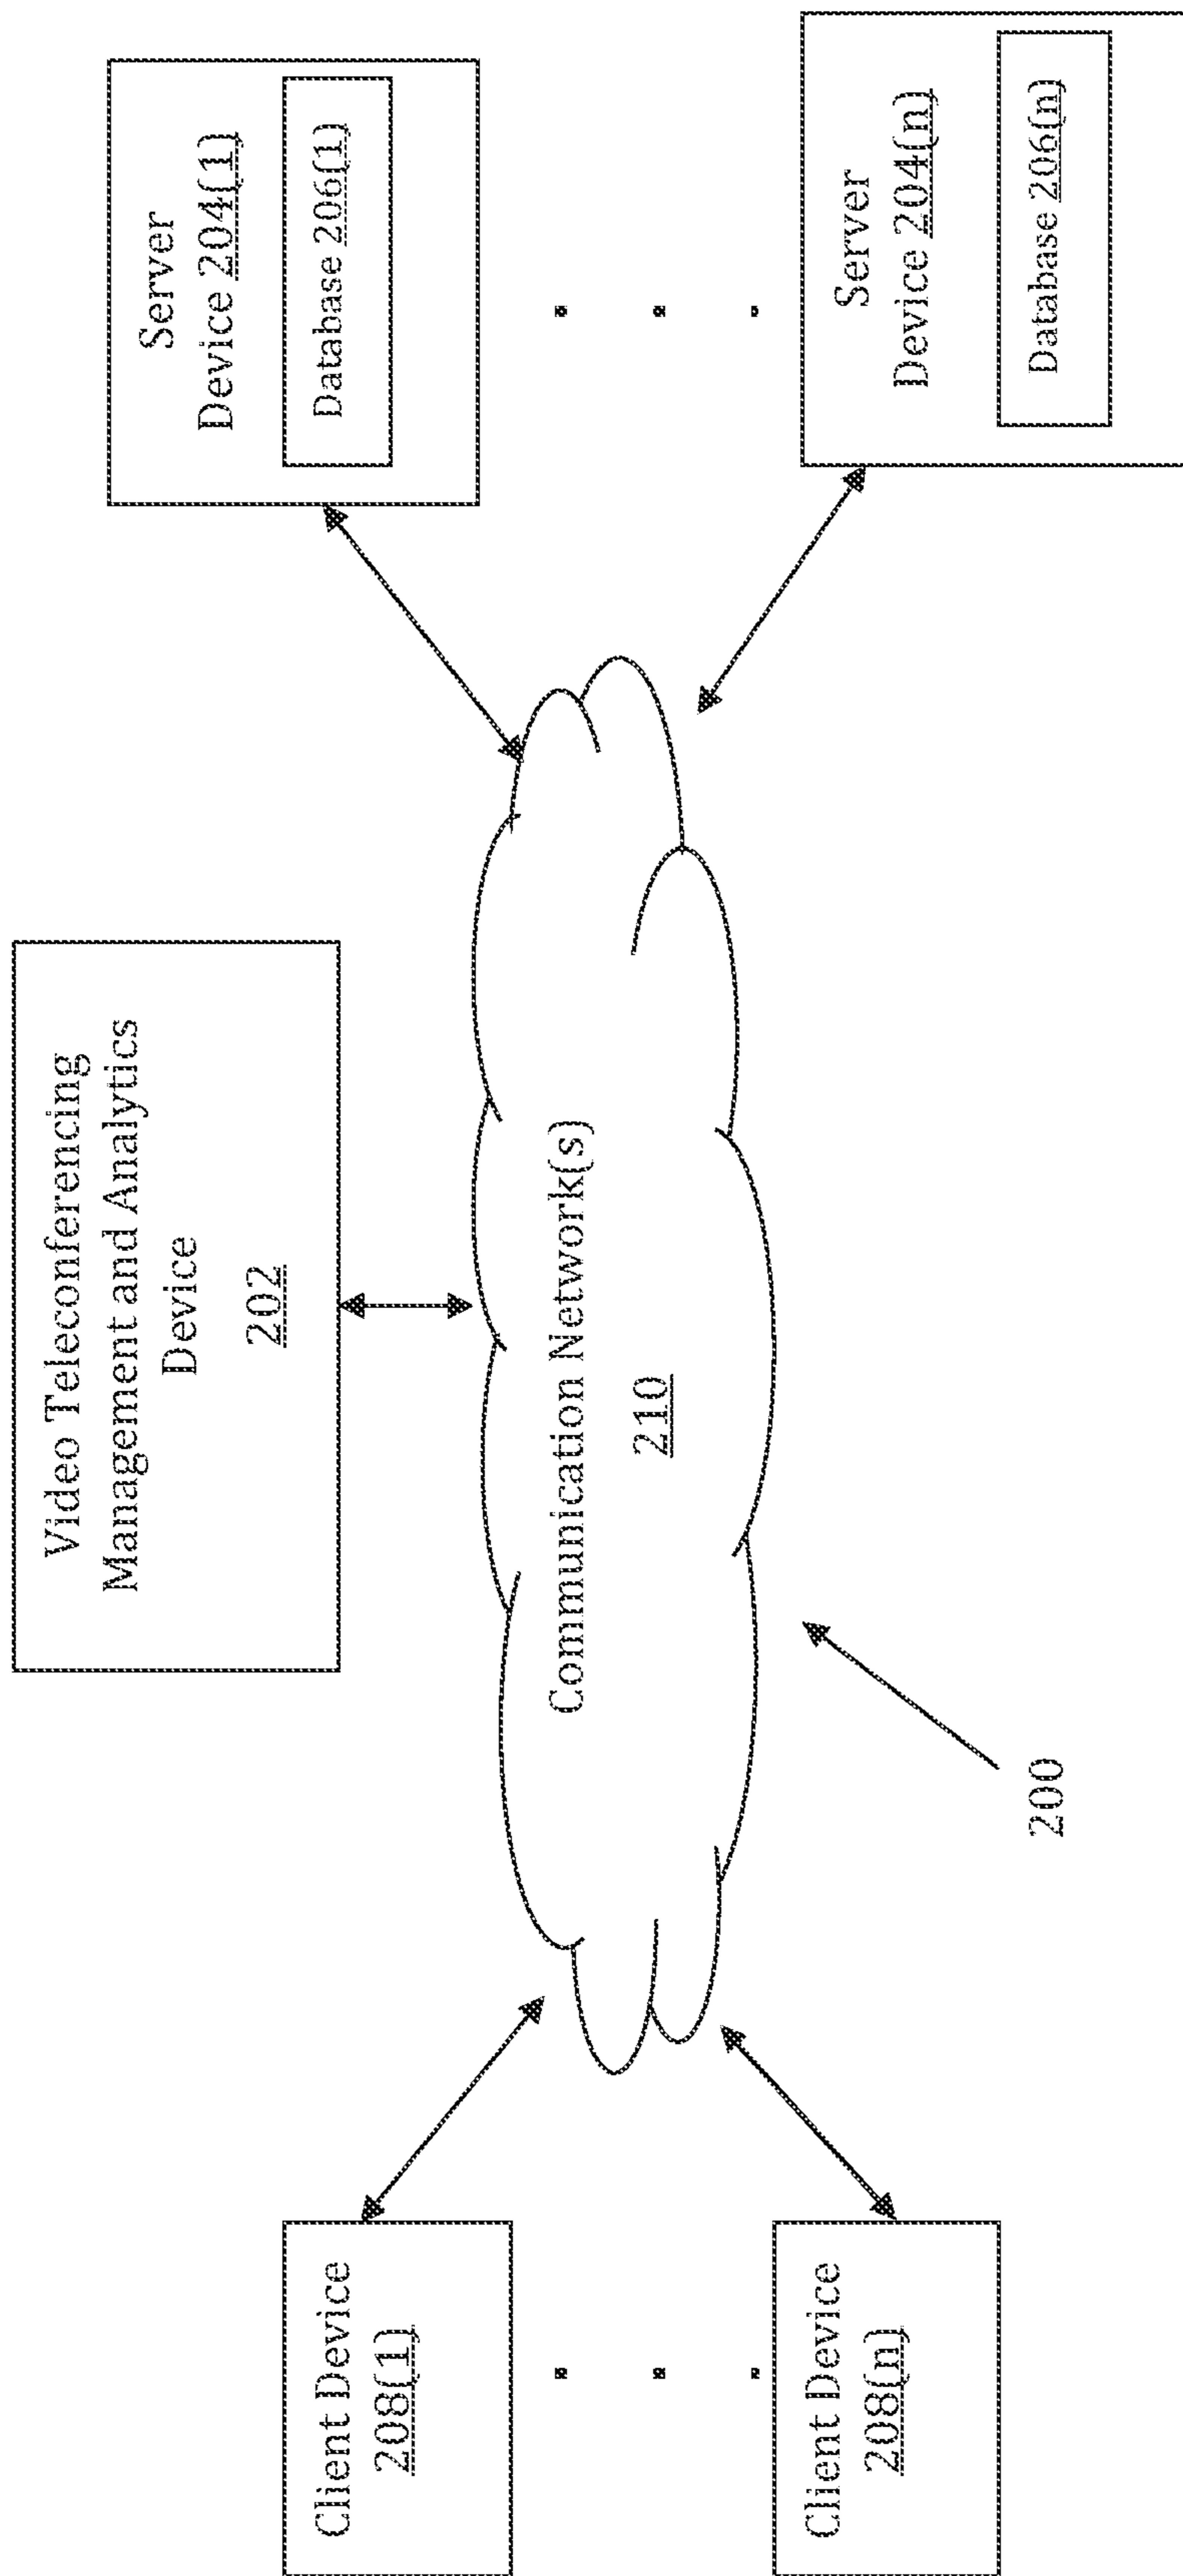 Video Teleconferencing
Management and Analytics
Device
202
Client Device
208(1)
Client Device
208(n)
Communication Network(s)
210
200
Server
Device 204(1)
Database 206(1)
Server
Device 204(n)
Database 206(n)